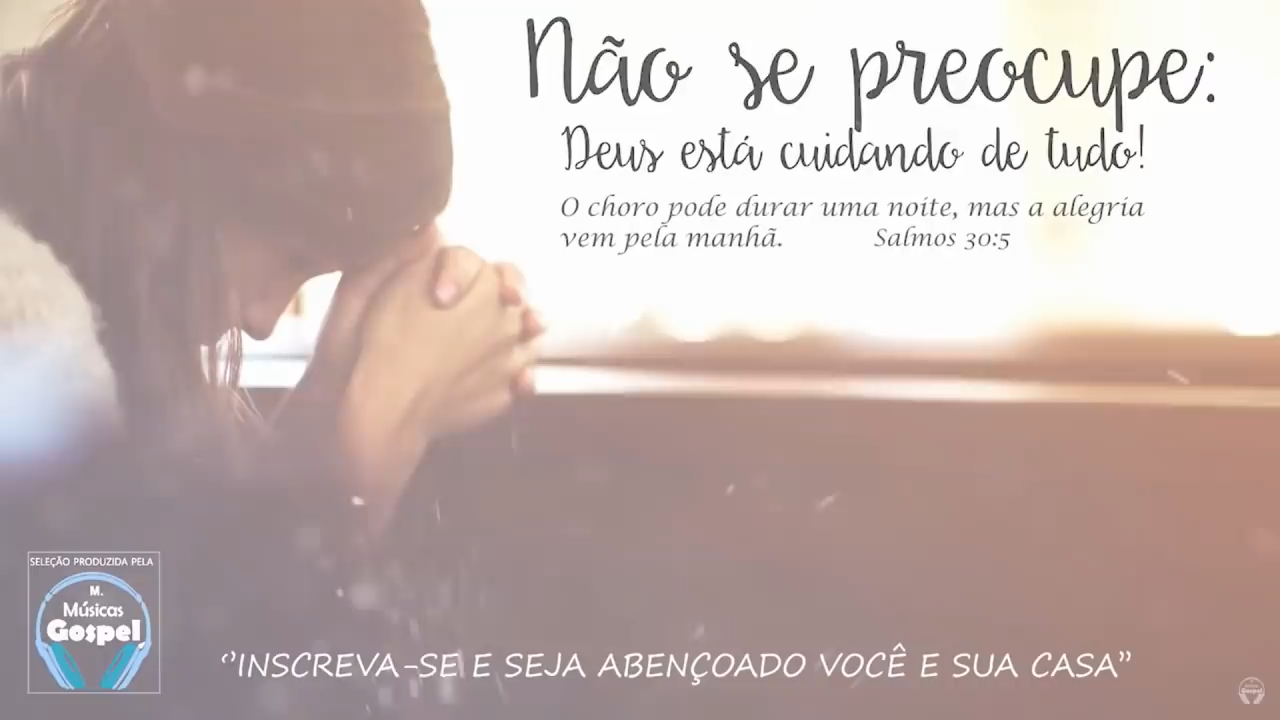 Não se preocupe:
Deus está cuidando de tudo!
O choro pode durar uma noite, mas a alegria
vem pela manhã. Salmos 30:5
SELEÇÃO PRODUZIDA PELA
M.
Músicas
Gospel
‘’INSCREVA-SE E SEJA ABENÇOADO VOCÊ E SUA CASA’’
Gospel